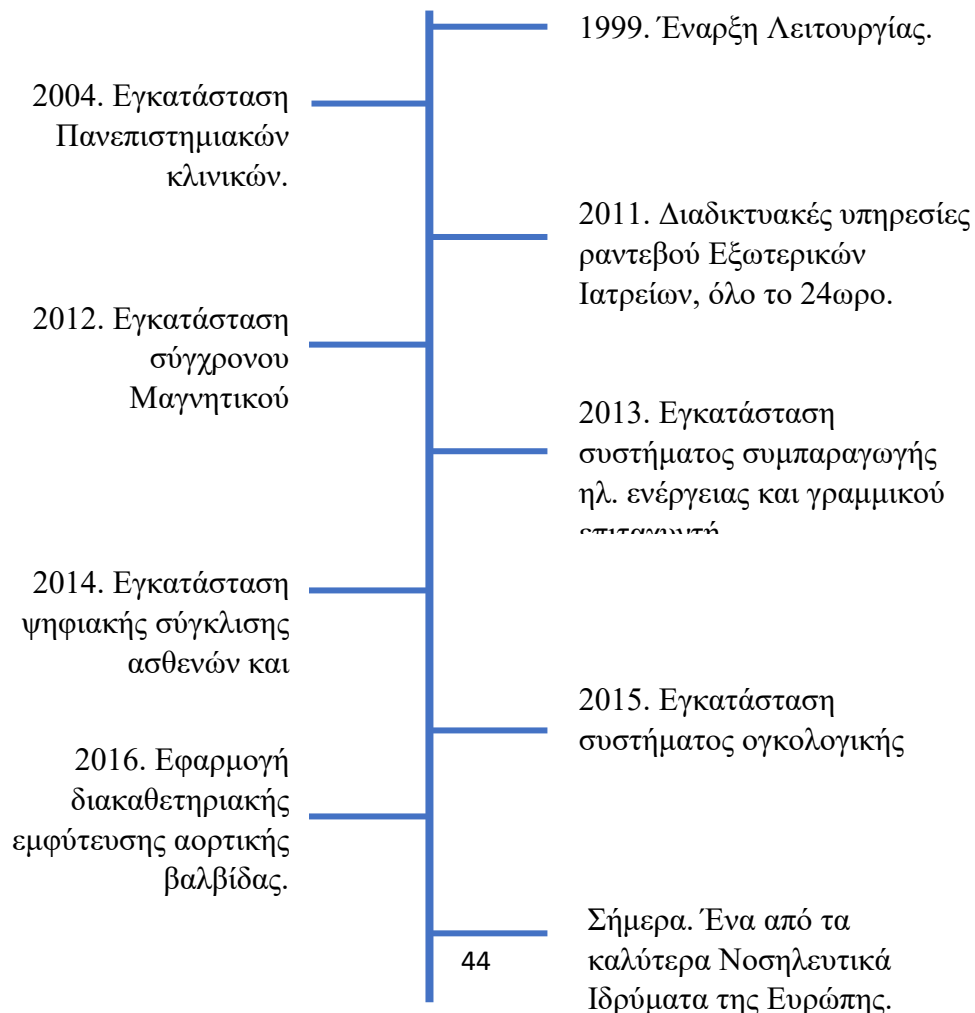 1999. Έναρξη Λειτουργίας.
2004. Εγκατάσταση
Πανεπιστημιακών
κλινικών.
2011. Διαδικτυακές υπηρεσίες
ραντεβού Εξωτερικών
Ιατρείων, όλο το 24ωρο.
2012. Εγκατάσταση
σύγχρονου
Μαγνητικού
2013. Εγκατάσταση
συστήματος συμπαραγωγής
ηλ. ενέργειας και γραμμικού
επιταχυντή
2014. Εγκατάσταση
ψηφιακής σύγκλισης
ασθενών και
2015. Εγκατάσταση
συστήματος ογκολογικής
2016. Εφαρμογή
διακαθετηριακής
εμφύτευσης αορτικής
βαλβίδας.
Σήμερα. Ένα από τα
καλύτερα Νοσηλευτικά
Ιδρύματα της Ευρώπης.
44